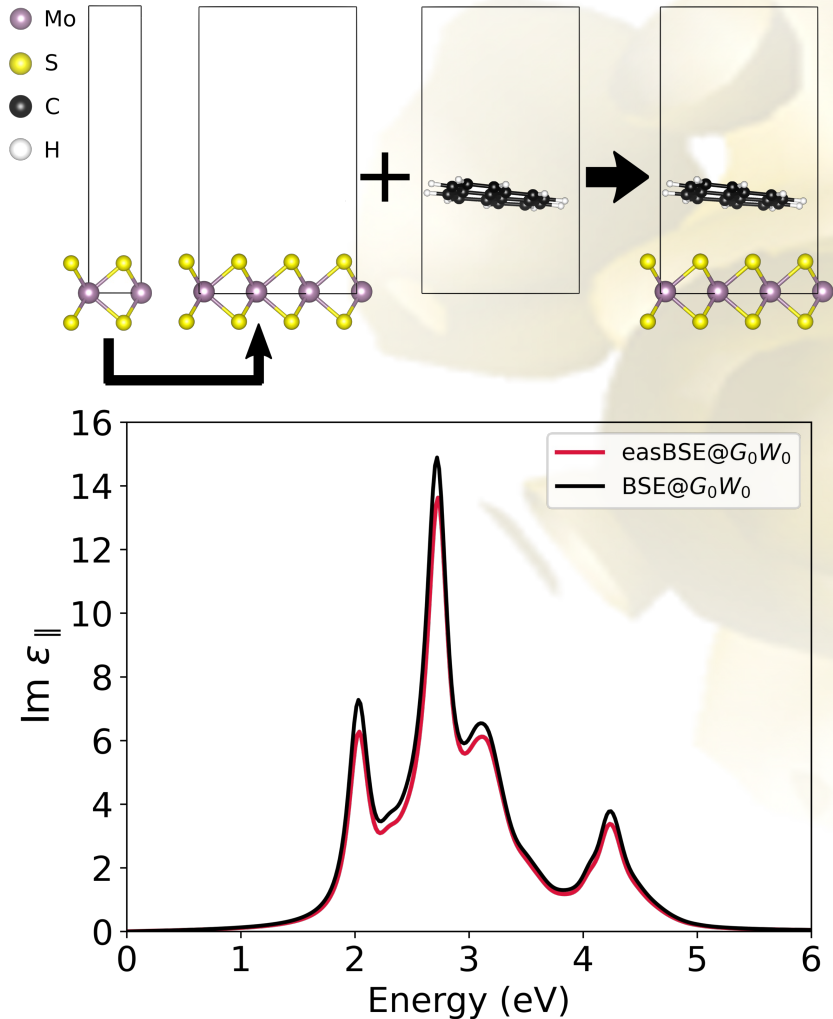 Mo
S
C
H
+
16
14
12
10
8
6
4
2
0
Im ε∥
easBSE@G₀W₀
BSE@G₀W₀
0 1 2 3 4 5 6
Energy (eV)